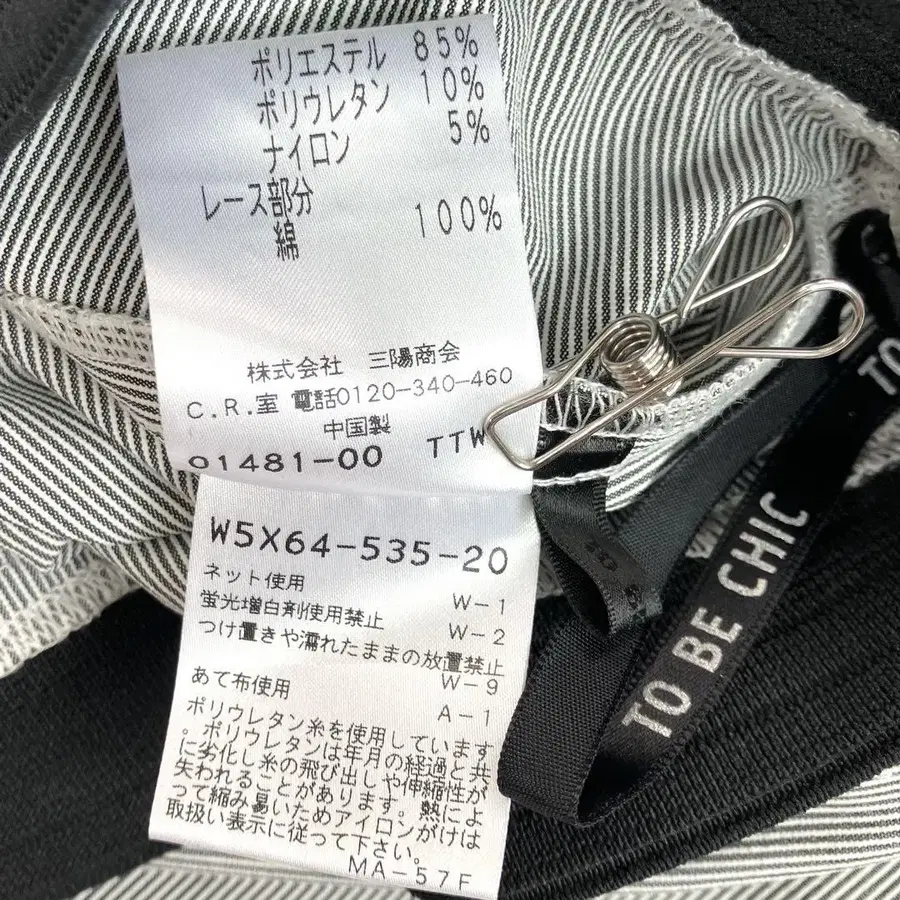 ポリエステル 85%
ポリウレタン 10%
ナイロン 5%
レース部分
綿 100%
株式会社 三陽商会
C.R.室 電話0120-340-460
中国製
01481-00 TTW
W5X64-535-20
ネット使用 W-1
蛍光増白剤使用禁止 W-2
つけ置きや濡れたままの放置禁止
W-9
あて布使用 A-1
ポリウレタン糸を使用しています
。ポリウレタンは年月の経過と共
に劣化し糸の飛び出しや伸縮性が
失われることがあります。熱によ
って縮み易いためアイロンがけは
取扱い表示に従って下さい。
MA-57F
TO BE CHIC
TO